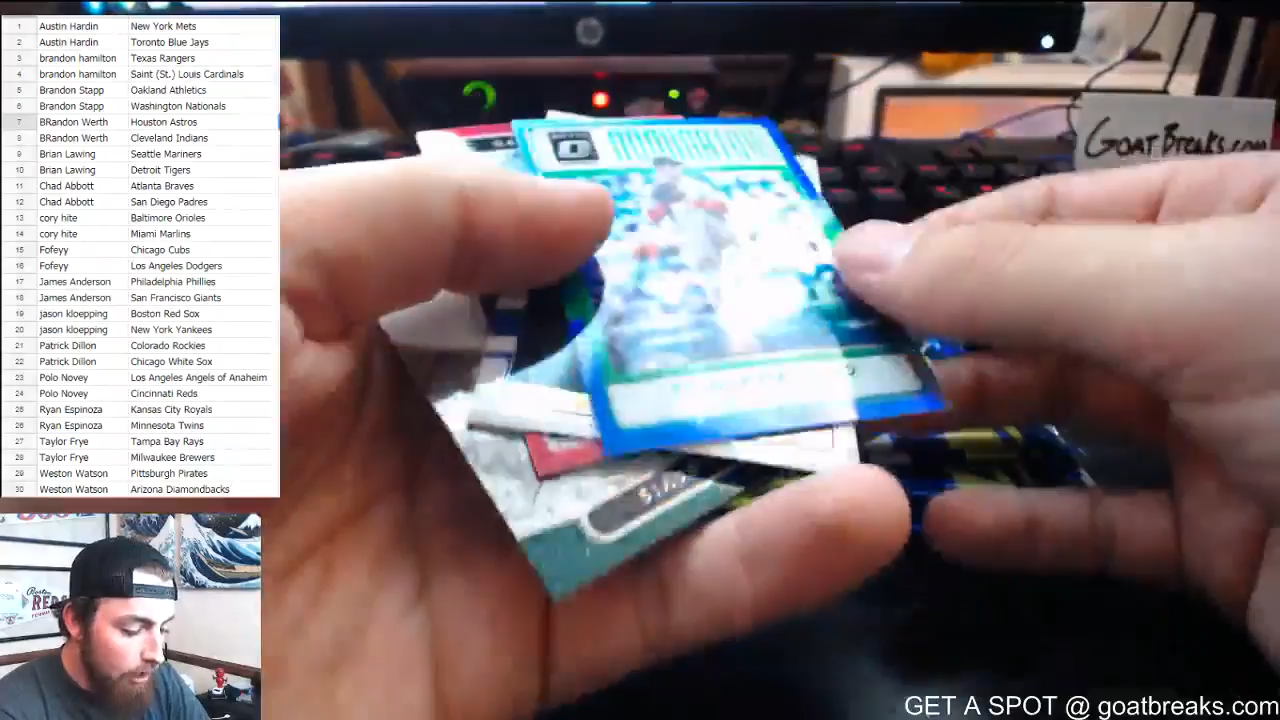 1 Austin Hardin New York Mets
2 Austin Hardin Toronto Blue Jays
3 brandon hamilton Texas Rangers
4 brandon hamilton Saint (St.) Louis Cardinals
5 Brandon Stapp Oakland Athletics
6 Brandon Stapp Washington Nationals
7 BRandon Werth Houston Astros
8 BRandon Werth Cleveland Indians
9 Brian Lawing Seattle Mariners
10 Brian Lawing Detroit Tigers
11 Chad Abbott Atlanta Braves
12 Chad Abbott San Diego Padres
13 cory hite Baltimore Orioles
14 cory hite Miami Marlins
15 Fofeyy Chicago Cubs
16 Fofeyy Los Angeles Dodgers
17 James Anderson Philadelphia Phillies
18 James Anderson San Francisco Giants
19 jason kloepping Boston Red Sox
20 jason kloepping New York Yankees
21 Patrick Dillon Colorado Rockies
22 Patrick Dillon Chicago White Sox
23 Polo Novey Los Angeles Angels of Anaheim
24 Polo Novey Cincinnati Reds
25 Ryan Espinoza Kansas City Royals
26 Ryan Espinoza Minnesota Twins
27 Taylor Frye Tampa Bay Rays
28 Taylor Frye Milwaukee Brewers
29 Weston Watson Pittsburgh Pirates
30 Weston Watson Arizona Diamondbacks
GOATBREAKS.com
GET A SPOT @ goatbreaks.com